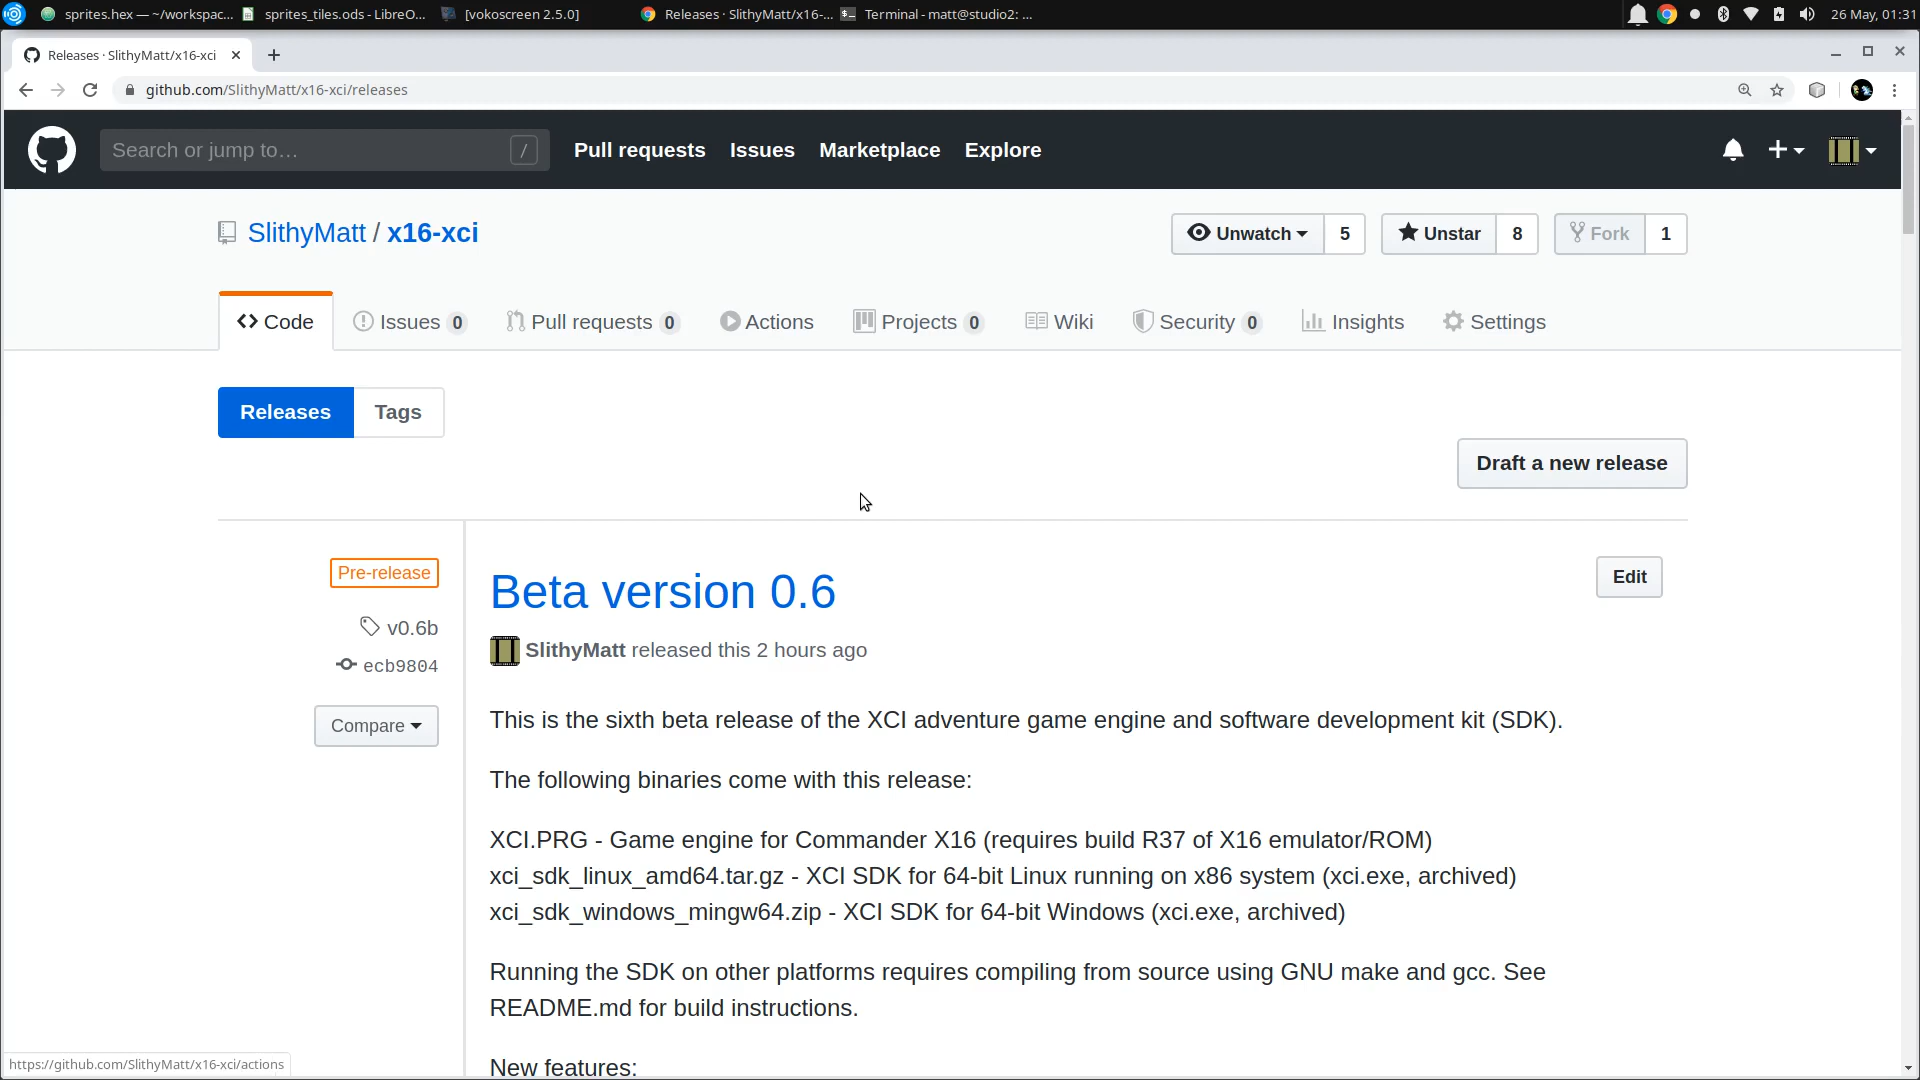 sprites.hex — ~/workspac...
sprites_tiles.ods - LibreO...
[vokoscreen 2.5.0]
Releases · SlithyMatt/x16-...
Terminal - matt@studio2: ...
26 May, 01:31
Releases · SlithyMatt/x16-xci
github.com/SlithyMatt/x16-xci/releases
Search or jump to…
/
Pull requests
Issues
Marketplace
Explore
SlithyMatt / x16-xci
Unwatch 5
Unstar 8
Fork 1
Code
Issues 0
Pull requests 0
Actions
Projects 0
Wiki
Security 0
Insights
Settings
Releases
Tags
Draft a new release
Pre-release
v0.6b
ecb9804
Compare
Beta version 0.6
Edit
SlithyMatt released this 2 hours ago
This is the sixth beta release of the XCI adventure game engine and software development kit (SDK).
The following binaries come with this release:
XCI.PRG - Game engine for Commander X16 (requires build R37 of X16 emulator/ROM)
xci_sdk_linux_amd64.tar.gz - XCI SDK for 64-bit Linux running on x86 system (xci.exe, archived)
xci_sdk_windows_mingw64.zip - XCI SDK for 64-bit Windows (xci.exe, archived)
Running the SDK on other platforms requires compiling from source using GNU make and gcc. See
README.md for build instructions.
New features:
https://github.com/SlithyMatt/x16-xci/actions